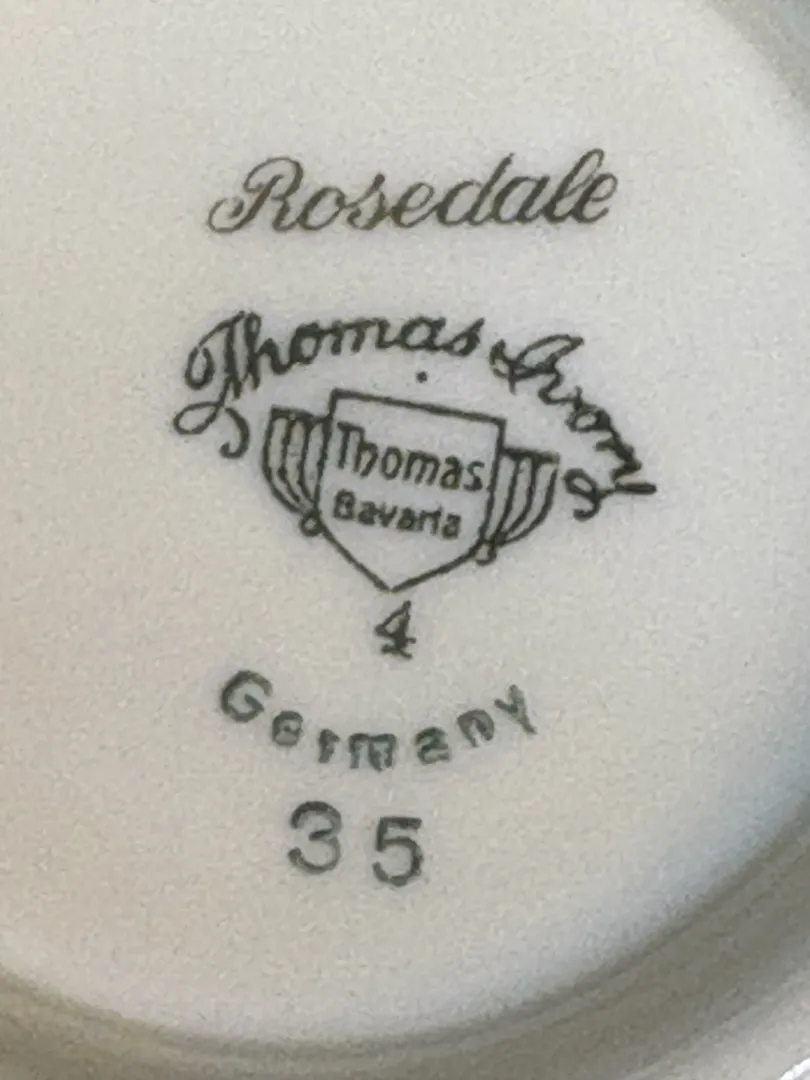 Rosedale
Thomas Ivory
Thomas
Bavaria
4
Germany
35